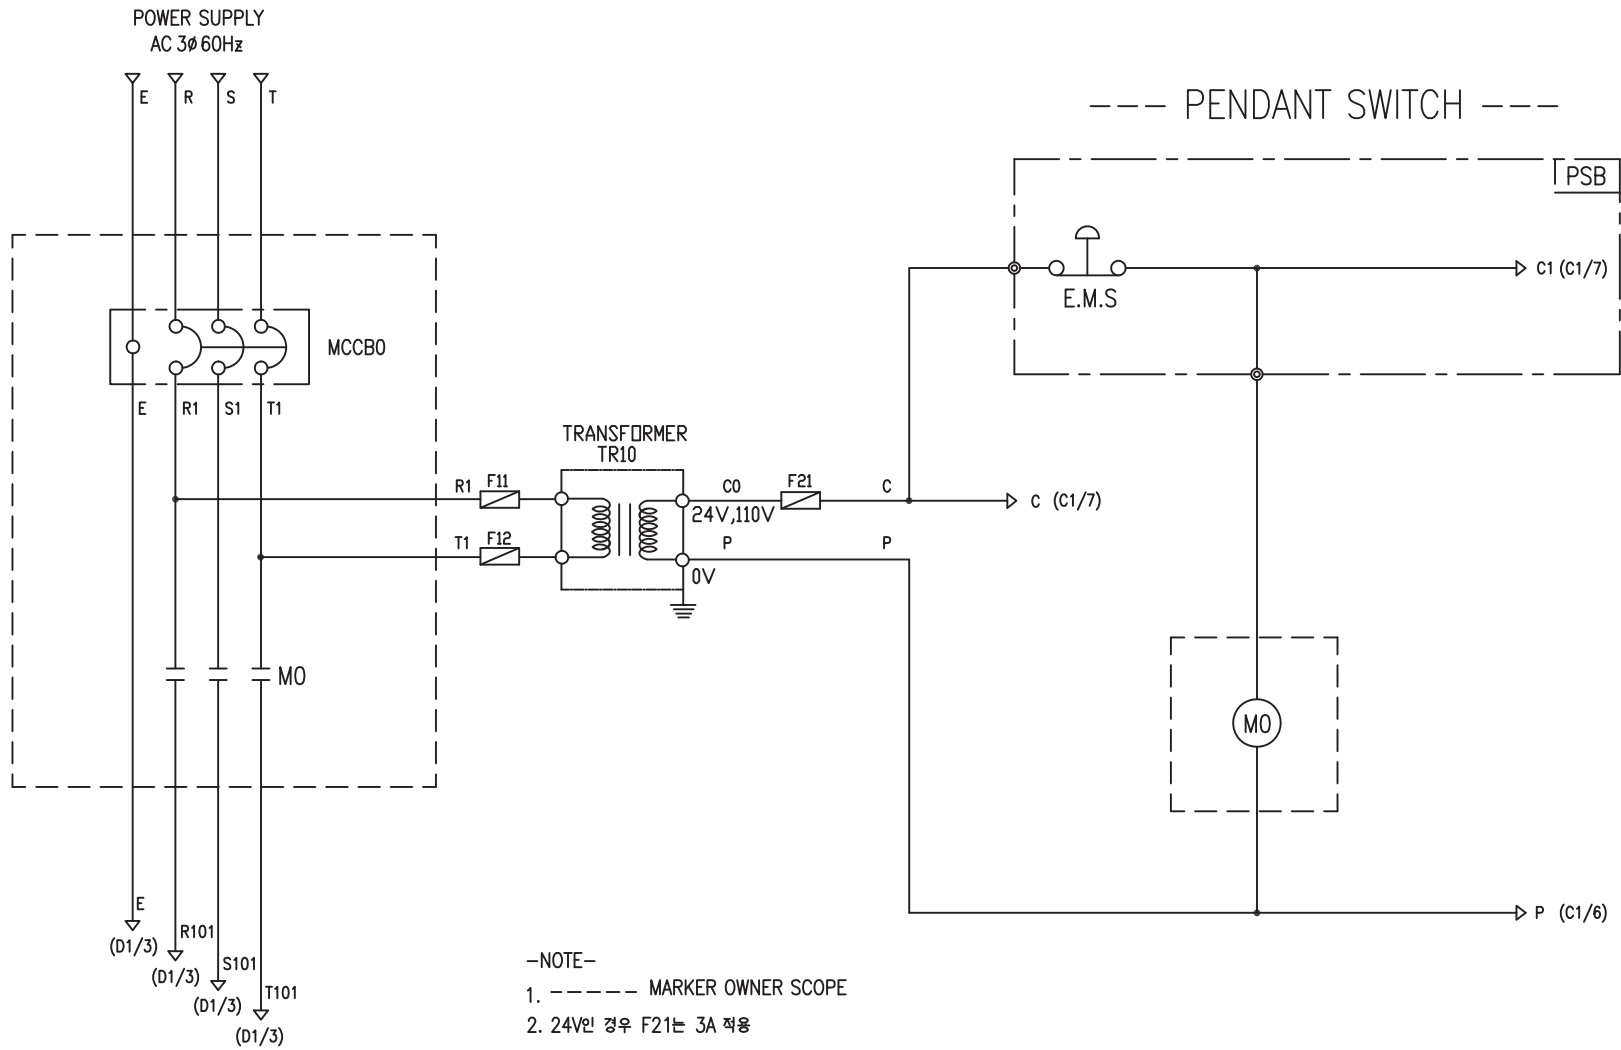 POWER SUPPLY
AC 3ø 60Hz
E R S T
PENDANT SWITCH
PSB
E.M.S
C1 (C1/7)
MCCB0
E R1 S1 T1
TRANSFORMER
TR10
R1 F11
C0 F21 C
24V,110V
C (C1/7)
T1 F12
P P
0V
M0
M0
E
(D1/3)
R101
(D1/3)
S101
(D1/3)
T101
(D1/3)
P (C1/6)
-NOTE-
1. ------ MARKER OWNER SCOPE
2. 24V인 경우 F21는 3A 적용